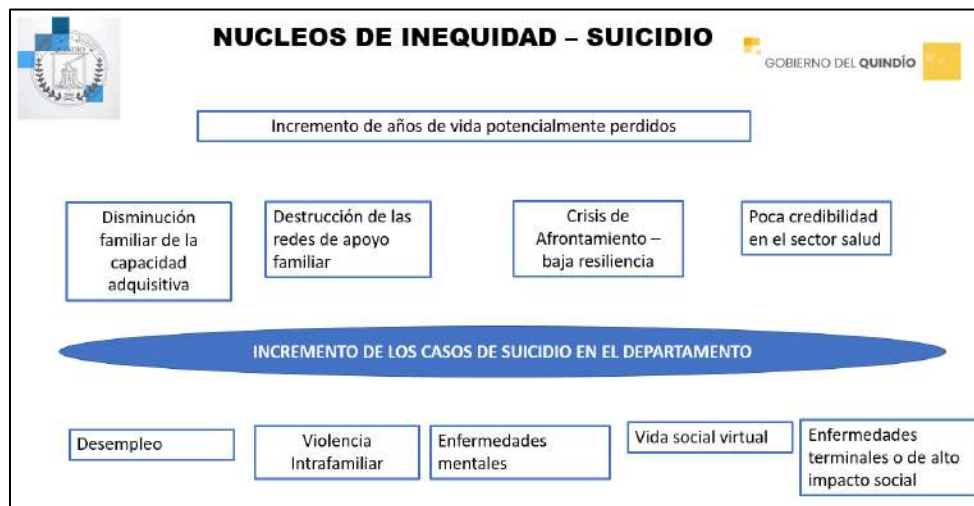 NUCLEOS DE INEQUIDAD – SUICIDIO
GOBIERNO DEL QUINDÍO
Incremento de años de vida potencialmente perdidos
Disminución
familiar de la
capacidad
adquisitiva
Destrucción de las
redes de apoyo
familiar
Crisis de
Afrontamiento –
baja resiliencia
Poca credibilidad
en el sector salud
INCREMENTO DE LOS CASOS DE SUICIDIO EN EL DEPARTAMENTO
Desempleo
Violencia
Intrafamiliar
Enfermedades
mentales
Vida social virtual
Enfermedades
terminales o de alto
impacto social